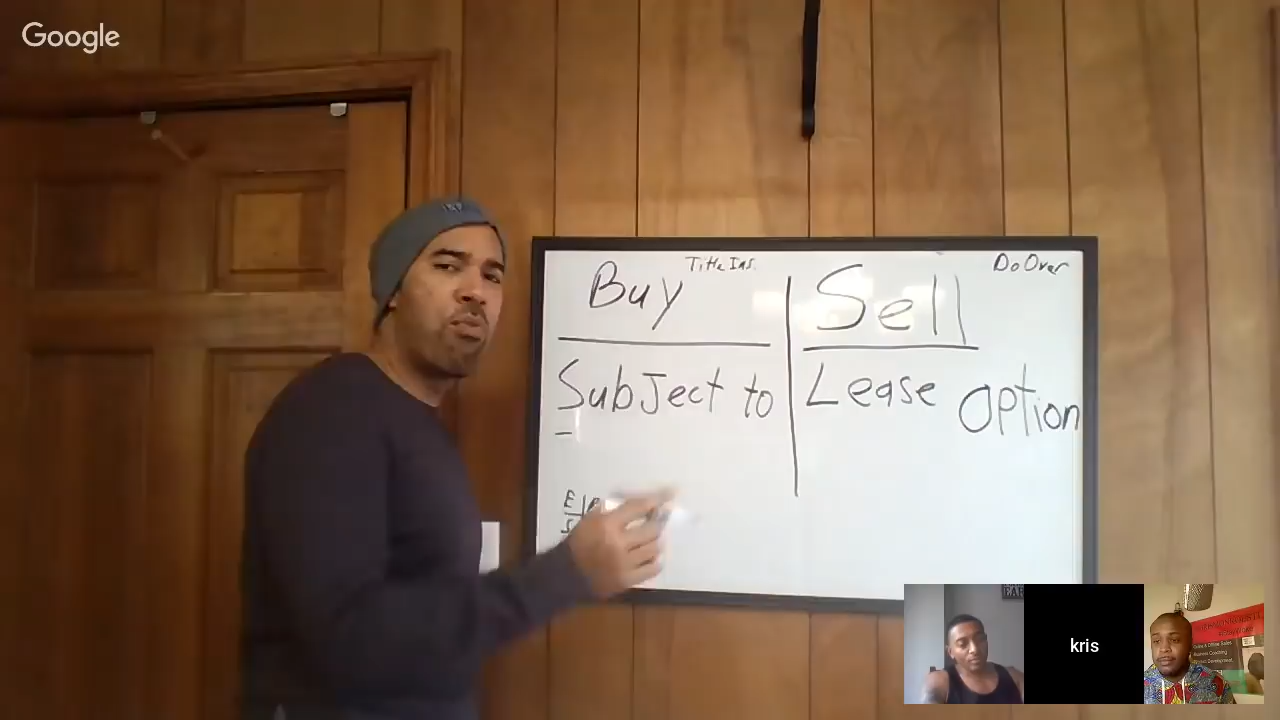 Google
Title Ins.
Do Over
Buy
Sell
Subject to
Lease Option
kris